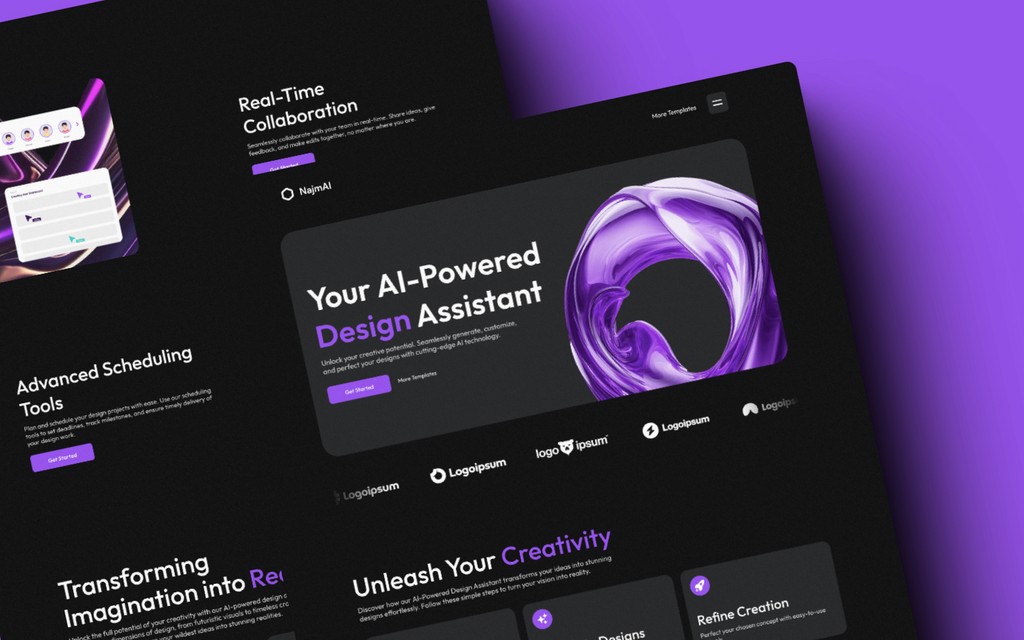 Real-Time
Collaboration
Seamlessly collaborate with your team in real-time. Share ideas, give
feedback, and make edits together, no matter where you are.
Get Started
Advanced Scheduling
Tools
Plan and schedule your design projects with ease. Use our scheduling
tools to set deadlines, track milestones, and ensure timely delivery of
your design work.
Get Started
Transforming
Imagination into
Unlock the full potential of your creativity with our AI-powered design
dimensions of design, from futuristic visuals to timeless
your wildest ideas into stunning realities.
NajmAI
More Templates
Your AI-Powered
Design Assistant
Unlock your creative potential. Seamlessly generate, customize,
and perfect your designs with cutting-edge AI technology.
Get Started
More Templates
Logoipsum
Logoipsum
logo ipsum
Logoipsum
Logoipsum
Unleash Your Creativity
Discover how our AI-Powered Design Assistant transforms your ideas into stunning
designs effortlessly. Follow these simple steps to turn your vision into reality.
Designs
Refine Creation
Perfect your chosen concept with easy-to-use